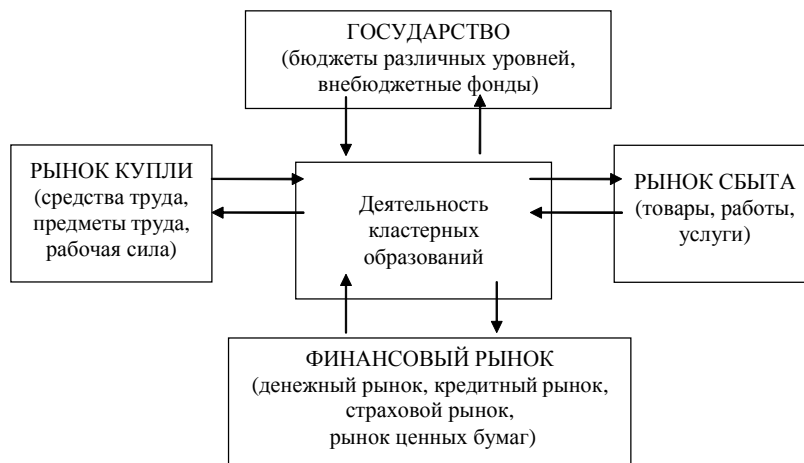 ГОСУДАРСТВО
(бюджеты различных уровней,
внебюджетные фонды)
РЫНОК КУПЛИ
(средства труда,
предметы труда,
рабочая сила)
Деятельность
кластерных
образований
РЫНОК СБЫТА
(товары, работы,
услуги)
ФИНАНСОВЫЙ РЫНОК
(денежный рынок, кредитный рынок,
страховой рынок,
рынок ценных бумаг)